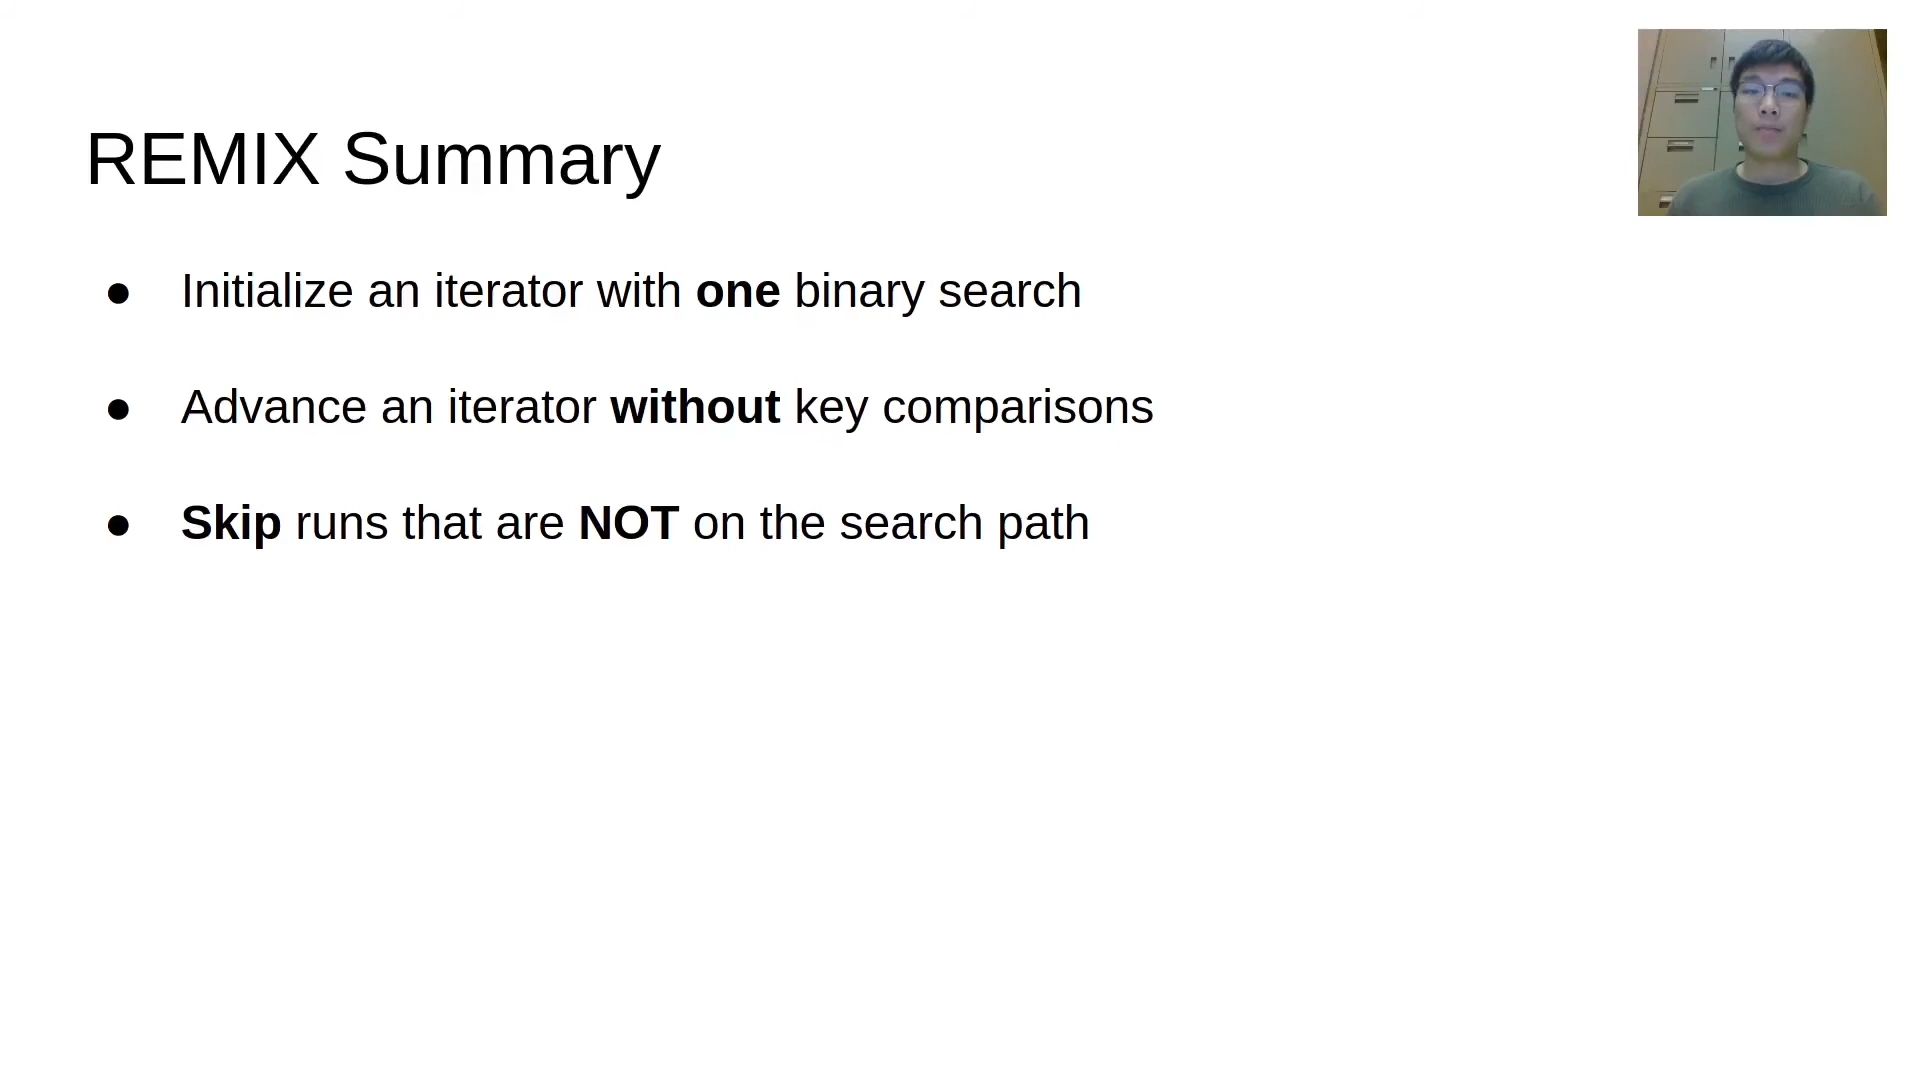 REMIX Summary
● Initialize an iterator with one binary search
● Advance an iterator without key comparisons
● Skip runs that are NOT on the search path